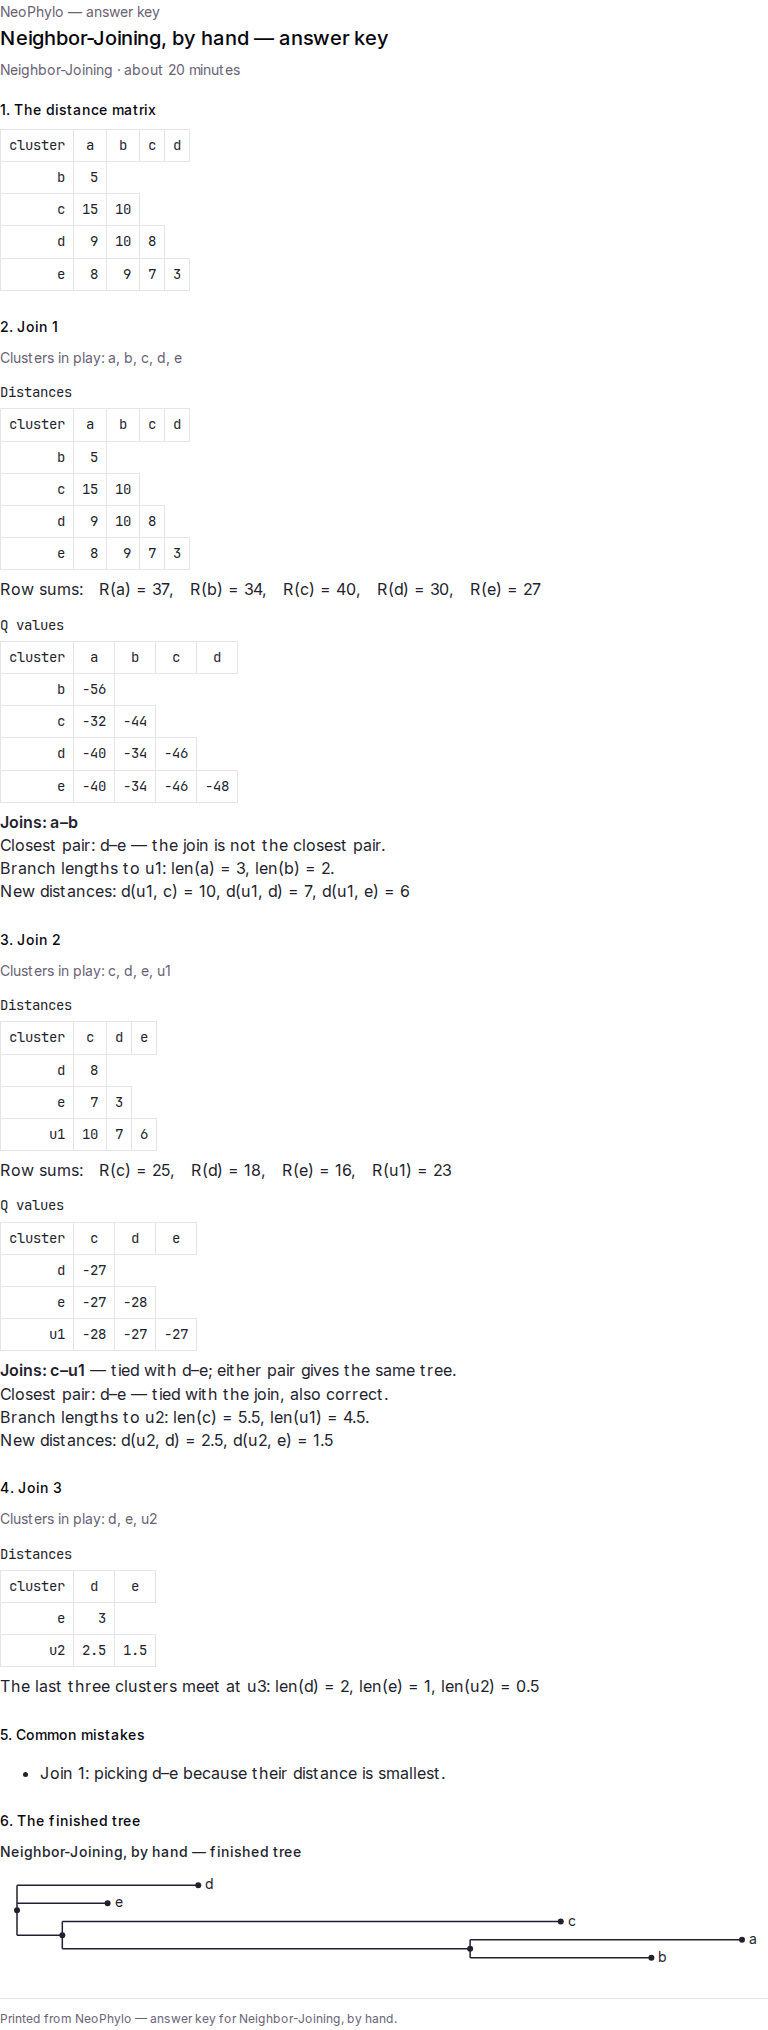 NeoPhylo — answer key
Neighbor-Joining, by hand — answer key
Neighbor-Joining · about 20 minutes
1. The distance matrix
cluster a b c d
b 5
c 15 10
d 9 10 8
e 8 9 7 3
2. Join 1
Clusters in play: a, b, c, d, e
Distances
cluster a b c d
b 5
c 15 10
d 9 10 8
e 8 9 7 3
Row sums: R(a) = 37, R(b) = 34, R(c) = 40, R(d) = 30, R(e) = 27
Q values
cluster a b c d
b -56
c -32 -44
d -40 -34 -46
e -40 -34 -46 -48
Joins: a–b
Closest pair: d–e — the join is not the closest pair.
Branch lengths to u1: len(a) = 3, len(b) = 2.
New distances: d(u1, c) = 10, d(u1, d) = 7, d(u1, e) = 6
3. Join 2
Clusters in play: c, d, e, u1
Distances
cluster c d e
d 8
e 7 3
u1 10 7 6
Row sums: R(c) = 25, R(d) = 18, R(e) = 16, R(u1) = 23
Q values
cluster c d e
d -27
e -27 -28
u1 -28 -27 -27
Joins: c–u1 — tied with d–e; either pair gives the same tree.
Closest pair: d–e — tied with the join, also correct.
Branch lengths to u2: len(c) = 5.5, len(u1) = 4.5.
New distances: d(u2, d) = 2.5, d(u2, e) = 1.5
4. Join 3
Clusters in play: d, e, u2
Distances
cluster d e
e 3
u2 2.5 1.5
The last three clusters meet at u3: len(d) = 2, len(e) = 1, len(u2) = 0.5
5. Common mistakes
• Join 1: picking d–e because their distance is smallest.
6. The finished tree
Neighbor-Joining, by hand — finished tree
d
e
c
a
b
Printed from NeoPhylo — answer key for Neighbor-Joining, by hand.